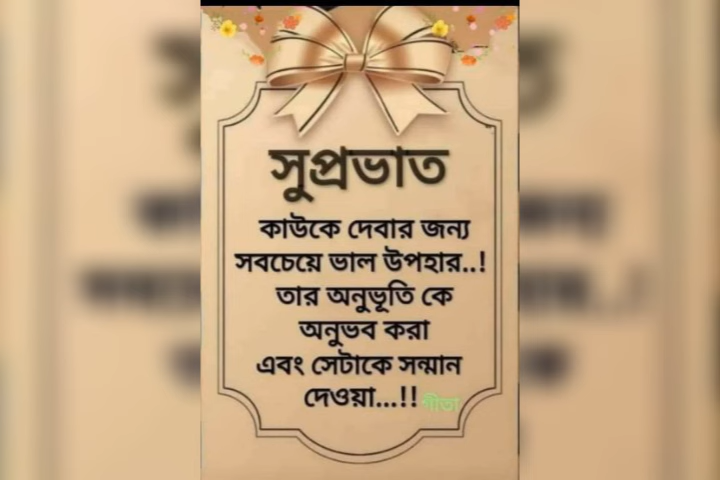 সুপ্রভাত
কাউকে দেবার জন্য
সবচেয়ে ভাল উপহার..!
তার অনুভূতি কে
অনুভব করা
এবং সেটাকে সন্মান
দেওয়া...!! গীতা